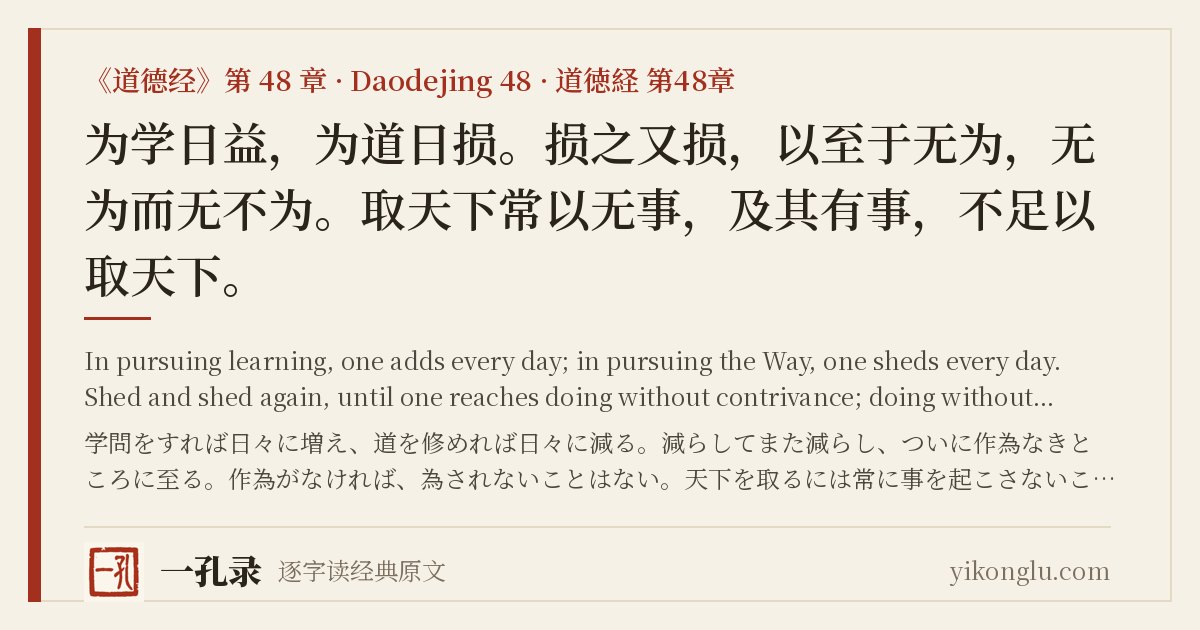 《道德经》第 48 章 · Daodejing 48 · 道徳経 第48章
为学日益，为道日损。损之又损，以至于无为，无
为而无不为。取天下常以无事，及其有事，不足以
取天下。
In pursuing learning, one adds every day; in pursuing the Way, one sheds every day.
Shed and shed again, until one reaches doing without contrivance; doing without…
学問をすれば日々に増え、道を修めれば日々に減る。減らしてまた減らし、ついに作為なきと
ころに至る。作為がなければ、為されないことはない。天下を取るには常に事を起こさないこ…
一孔
一孔录 逐字读经典原文
yikonglu.com